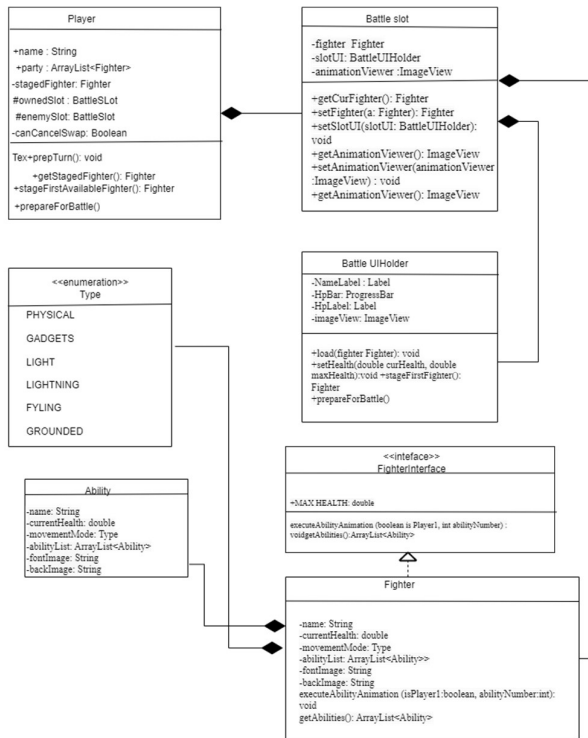 Player
+name : String
+party : ArrayList<Fighter>
-stagedFighter: Fighter
#ownedSlot : BattleSLot
#enemySlot: BattleSlot
-canCancelSwap: Boolean
Tex+prepTurn(): void
+getStagedFighter(): Fighter
+stageFirstAvailableFighter(): Fighter
+prepareForBattle()
Battle slot
-fighter Fighter
-slotUI: BattleUIHolder
-animationViewer :ImageView
+getCurFighter(): Fighter
+setFighter(a: Fighter): Fighter
+setSlotUI(slotUI: BattleUIHolder):
void
+getAnimationViewer(): ImageView
+setAnimationViewer(animationViewer
:ImageView) : void
+getAnimationViewer(): ImageView
Battle UIHolder
-NameLabel : Label
-HpBar: ProgressBar
-HpLabel: Label
-imageView: ImageView
+load(fighter Fighter): void
+setHealth(double curHealth, double
maxHealth):void +stageFirstFighter():
Fighter
+prepareForBattle()
<<enumeration>>
Type
PHYSICAL
GADGETS
LIGHT
LIGHTNING
FYLING
GROUNDED
<<inteface>>
FighterInterface
+MAX HEALTH: double
executeAbilityAnimation (boolean is Player1, int abilityNumber) :
voidgetAbilities():ArrayList<Ability>
Ability
-name: String
-currentHealth: double
-movementMode: Type
-abilityList: ArrayList<Ability>
-fontImage: String
-backImage: String
Fighter
-name: String
-currentHealth: double
-movementMode: Type
-abilityList: ArrayList<Ability>>
-fontImage: String
-backImage: String
executeAbilityAnimation (isPlayer1:boolean, abilityNumber:int):
void
getAbilities(): ArrayList<Ability>